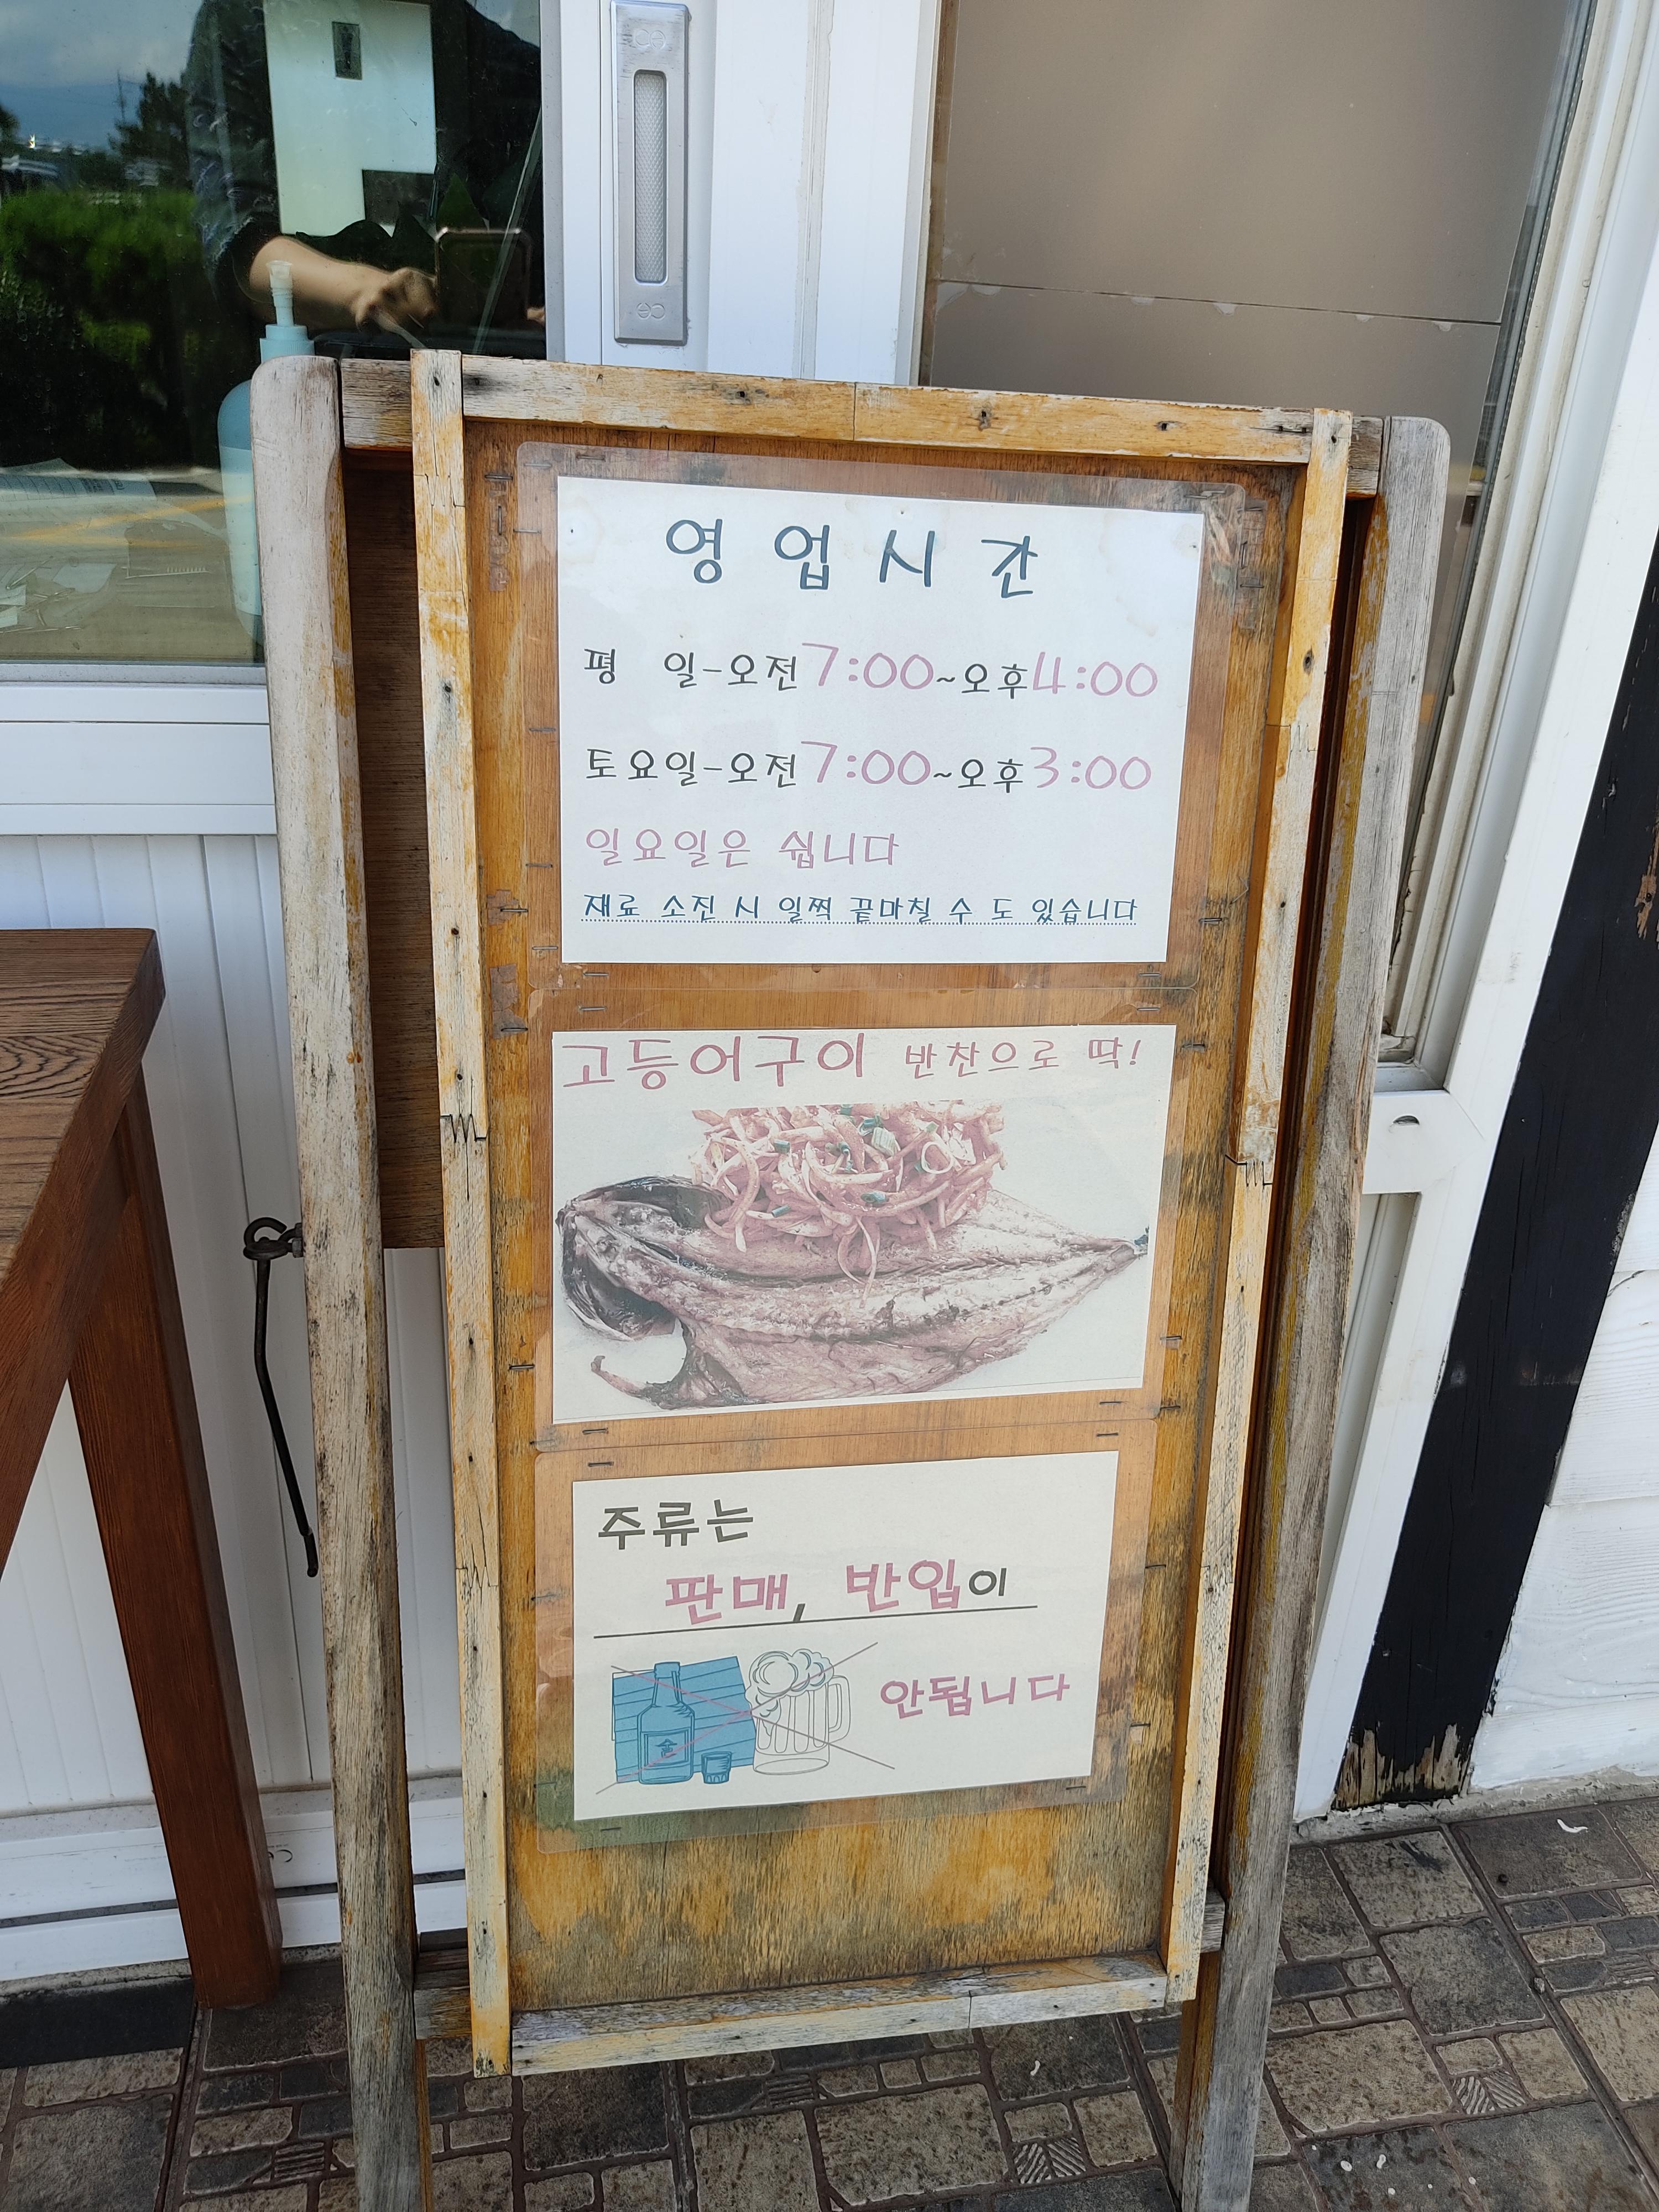 영업시간
평 일-오전7:00~오후4:00
토요일-오전7:00~오후3:00
일요일은 쉽니다
재료 소진 시 일찍 끝마칠 수 도 있습니다
고등어구이 반찬으로 딱!
주류는
판매, 반입이
안됩니다